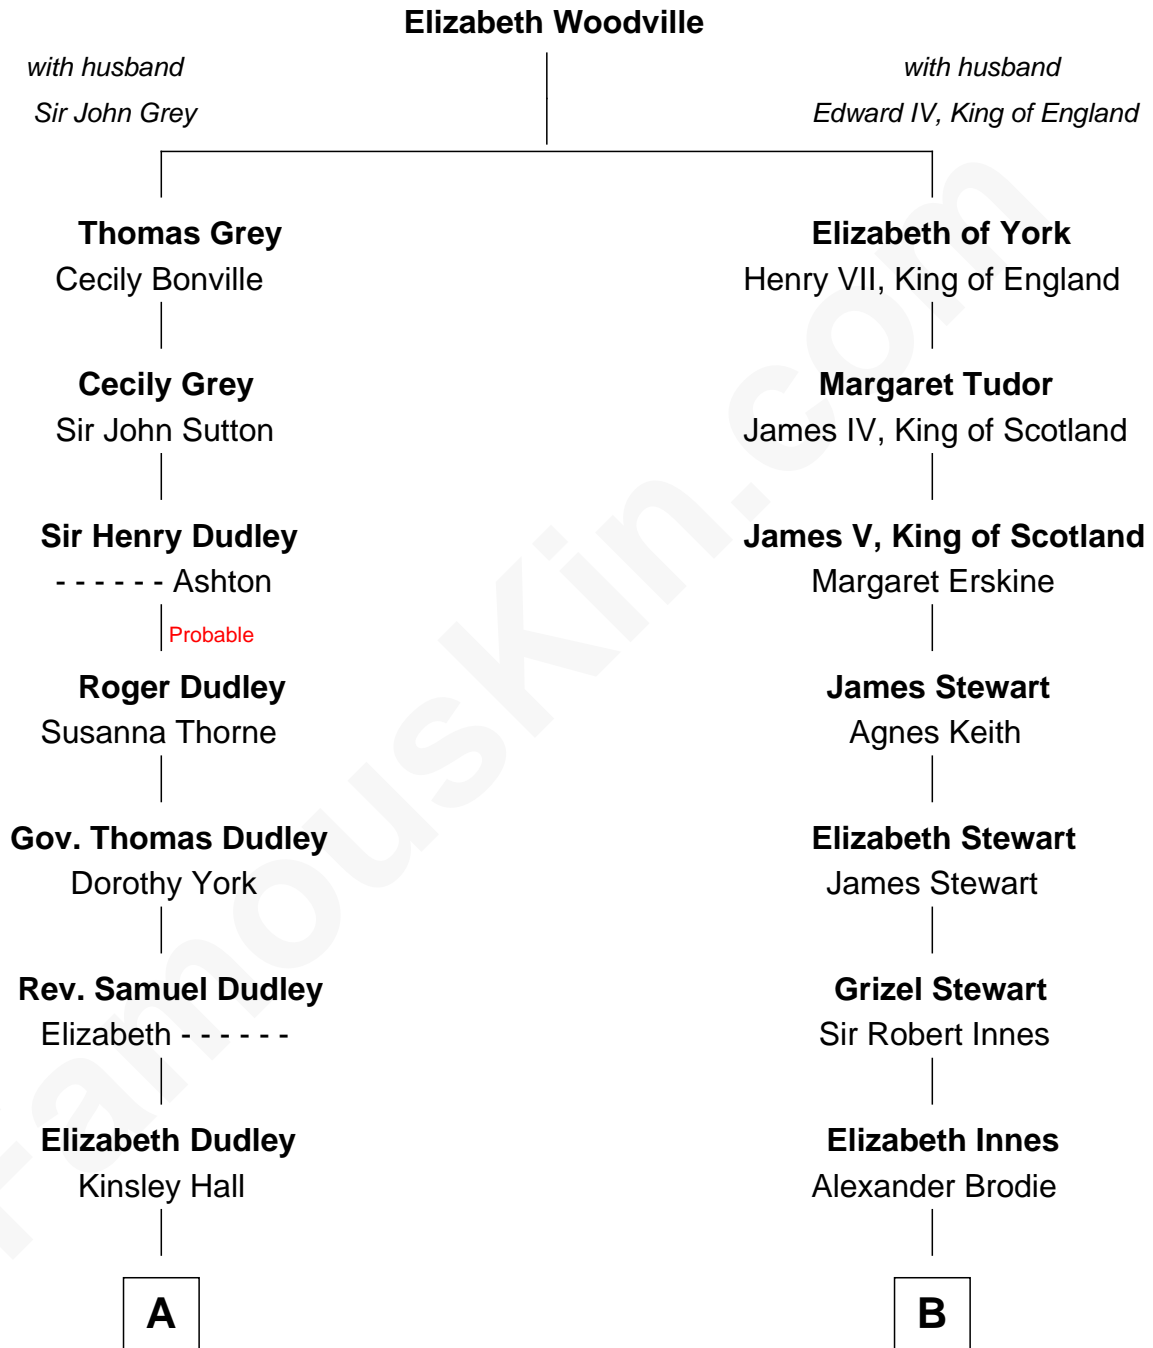 Elizabeth Woodville
with husband
Sir John Grey
with husband
Edward IV, King of England
Thomas Grey
Cecily Bonville
Elizabeth of York
Henry VII, King of England
Cecily Grey
Sir John Sutton
Margaret Tudor
James IV, King of Scotland
Sir Henry Dudley
- - - - - - Ashton
James V, King of Scotland
Margaret Erskine
Probable
Roger Dudley
Susanna Thorne
James Stewart
Agnes Keith
Gov. Thomas Dudley
Dorothy York
Elizabeth Stewart
James Stewart
Rev. Samuel Dudley
Elizabeth - - - - - -
Grizel Stewart
Sir Robert Innes
Elizabeth Dudley
Kinsley Hall
Elizabeth Innes
Alexander Brodie
A
B
FamousKin.com